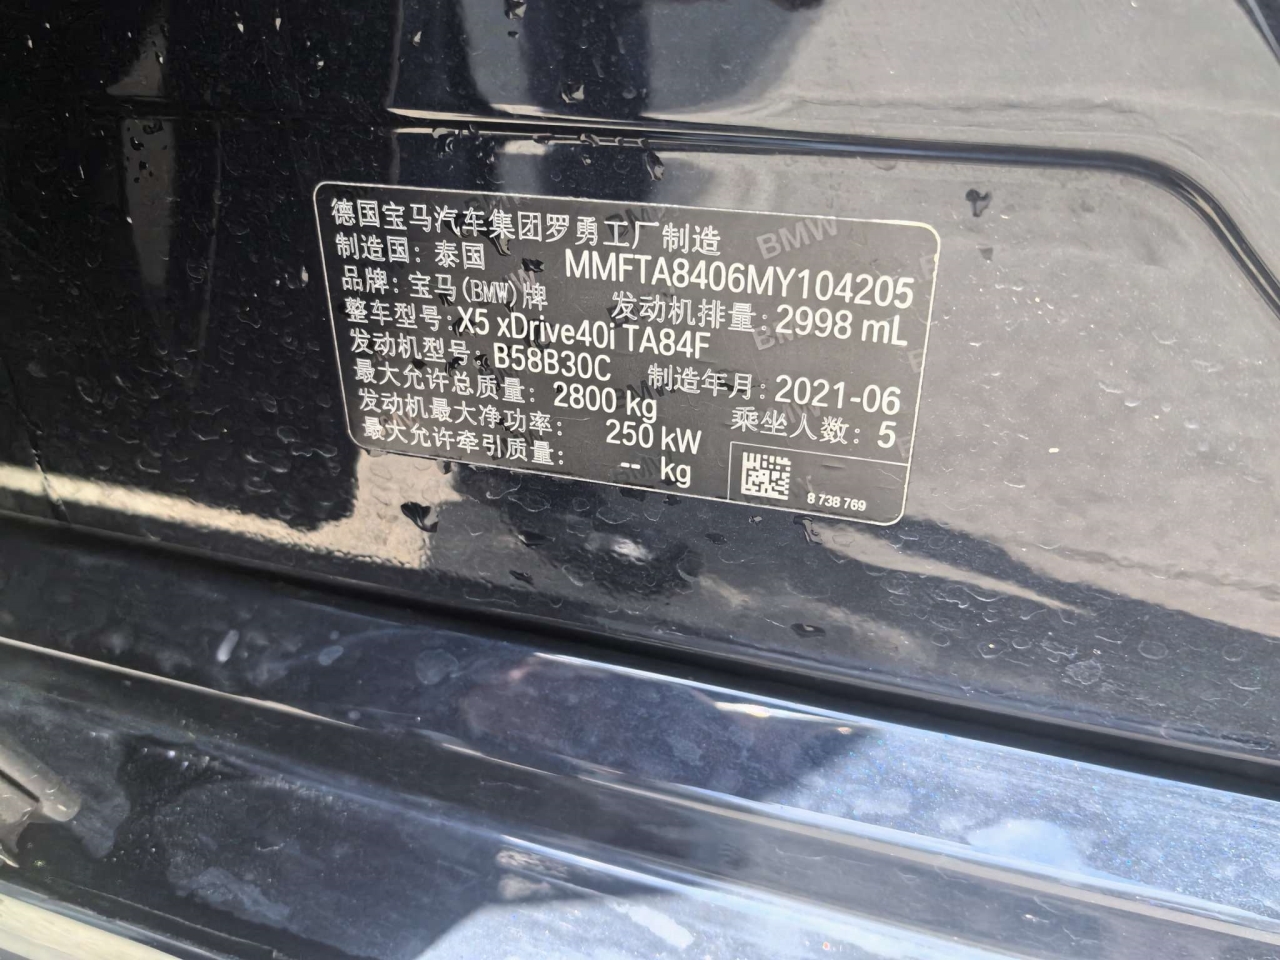 德国宝马汽车集团罗勇工厂制造
制造国：泰国 MMFTA8406MY104205
品牌：宝马(BMW)牌 发动机排量：2998 mL
整车型号：X5 xDrive40i TA84F
发动机型号：B58B30C 制造年月：2021-06
最大允许总质量：2800 kg 乘坐人数：5
发动机最大净功率：250 kW
最大允许牵引质量：-- kg
8 738 769